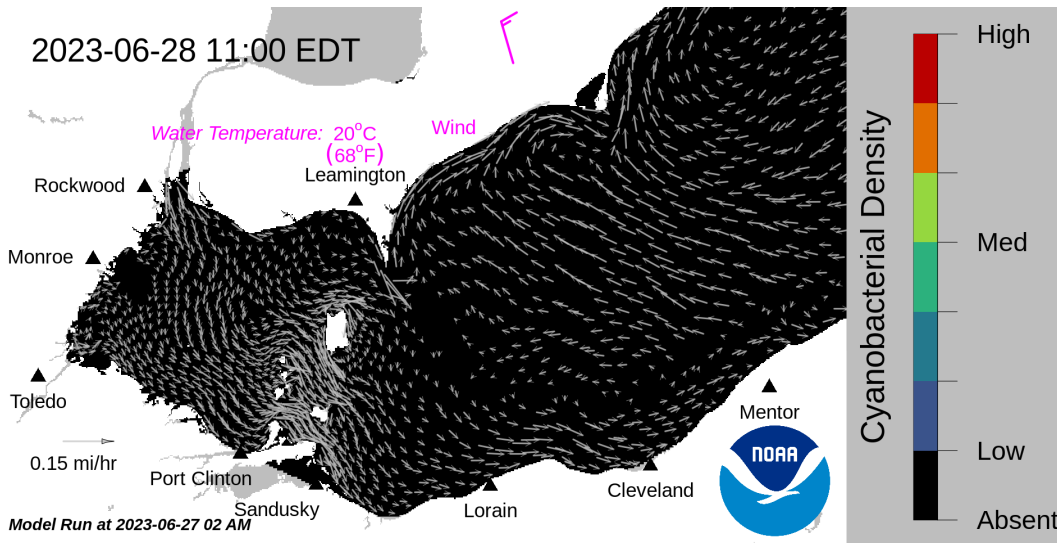 2023-06-28 11:00 EDT
High
Water Temperature: 20°C
(68°F)
Wind
Leamington
Rockwood
Monroe
Med
Cyanobacterial Density
Toledo
Mentor
0.15 mi/hr
NOAA
Low
Port Clinton
Cleveland
Sandusky
Lorain
Model Run at 2023-06-27 02 AM
Absent